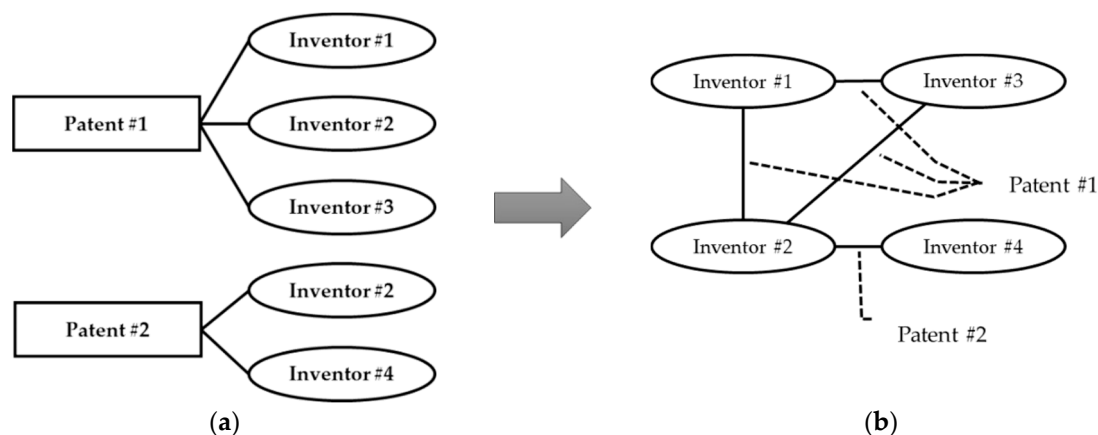 Patent #1
Inventor #1
Inventor #2
Inventor #3
Patent #2
Inventor #2
Inventor #4
(a)
Inventor #1
Inventor #3
Patent #1
Inventor #2
Inventor #4
Patent #2
(b)